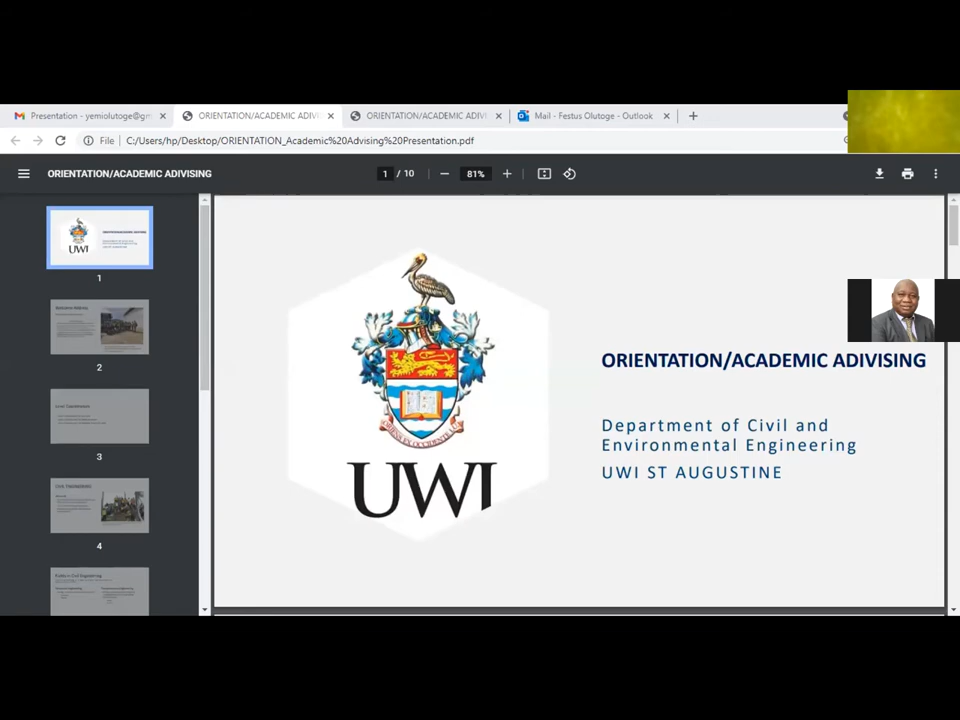 Presentation - yemiolutoge@gm
ORIENTATION/ACADEMIC ADIVI
ORIENTATION/ACADEMIC ADIVI
Mail - Festus Olutoge - Outlook
File
C:/Users/hp/Desktop/ORIENTATION_Academic%20Advising%20Presentation.pdf
ORIENTATION/ACADEMIC ADIVISING
1 / 10
81%
UWI
1
2
3
4
UWI
ORIENTATION/ACADEMIC ADIVISING
Department of Civil and
Environmental Engineering
UWI ST AUGUSTINE